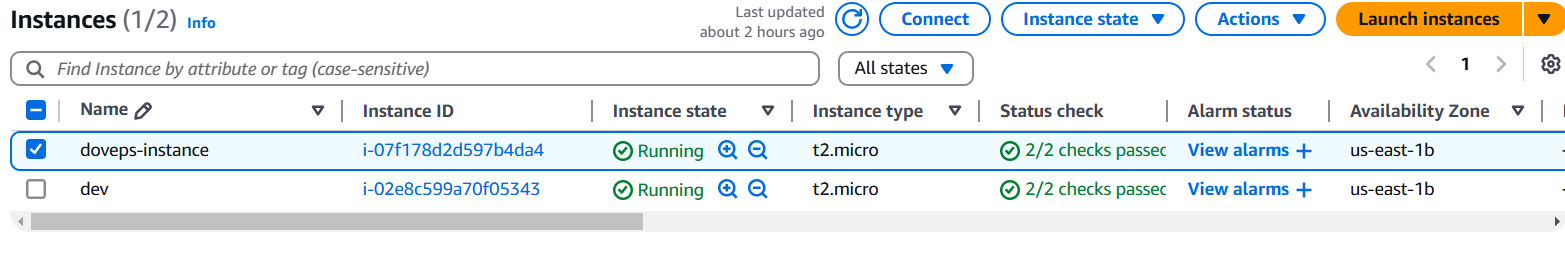 Instances (1/2) Info
Last updated
about 2 hours ago
Connect
Instance state
Actions
Launch instances
Find Instance by attribute or tag (case-sensitive)
All states
1
Name Instance ID Instance state Instance type Status check Alarm status Availability Zone
doveps-instance i-07f178d2d597b4da4 Running t2.micro 2/2 checks passec View alarms + us-east-1b
dev i-02e8c599a70f05343 Running t2.micro 2/2 checks passec View alarms + us-east-1b